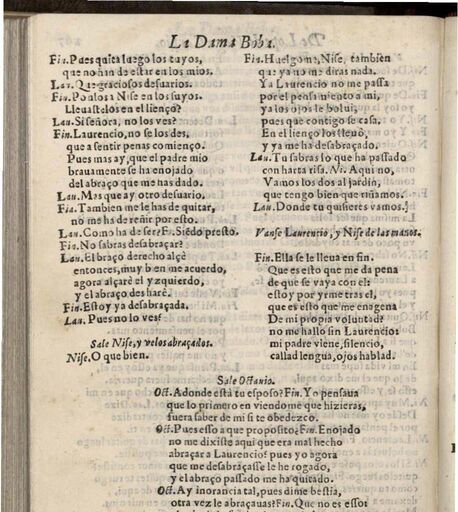 La Dama Boba.
Fin. Pues quita luego los tuyos,
que no han de estar en los mios.
Lau. Que graciosos desuarios.
Fin. Ponlos a Nise en los suyos.
Lleuastelos en el lienço?
Lau. Si señora, no los ves?
Fin. Laurencio, no se los des,
que a sentir penas comienço.
Pues mas ay, que el padre mio
brauamente se ha enojado
del abraço que me has dado.
Lau. Mas que ay otro desuario.
Fin. Tambien me le has de quitar,
no me ha de reñir por esto.
Lau. Como ha de ser? Fin. Siẽdo presto.
Fin. No sabras desabraçar?
Lau. El braço derecho alçè
entonces, muy bien me acuerdo,
agora alçarè el yzquierdo,
y el abraço desharè.
Fin. Estoy ya desabraçada.
Lau. Pues no lo ves?
Sale Nise, y velos abraçados.
Nise. O que bien.
Fin. Huelgome, Nise, tambien
que ya no me diras nada.
Ya Laurencio no me passa
por el pensamiento a mi,
ya los ojos le bolui,
pues que contigo se casa.
En el lienço los lleuò,
y ya me ha desabraçado.
Lau. Tu sabras lo que ha passado
con harta risa. Ni. Aqui no,
Vamos los dos al jardin,
que tengo bien que riñamos.
Lau. Donde tu quisieres vamos.
Vanse Laurencio, y Nise de las manos.
Fin. Ella se le lleua en fin.
Que es esto que me da pena
de que se vaya con el:
estoy por yrme tras el,
que es esto que me enagena
De mi propia voluntad?
no me hallo sin Laurencio:
mi padre viene, silencio,
callad lengua, ojos hablad.
Sale Octauio.
Oct. Adonde està tu esposo? Fin. Yo pensaua
que lo primero en viendome que hizieras,
fuera saber de mi si te obedezco.
Oct. Pues esso a que proposito? Fin. Enojado
no me dixiste aqui que era mal hecho
abraçar a Laurencio? pues yo agora
que me desabraçasse le he rogado,
y el abraço passado me ha quitado.
Oct. Ay inorancia tal, pues dime bestia,
otra vez le abraçauas? Fin. Que no es esso: